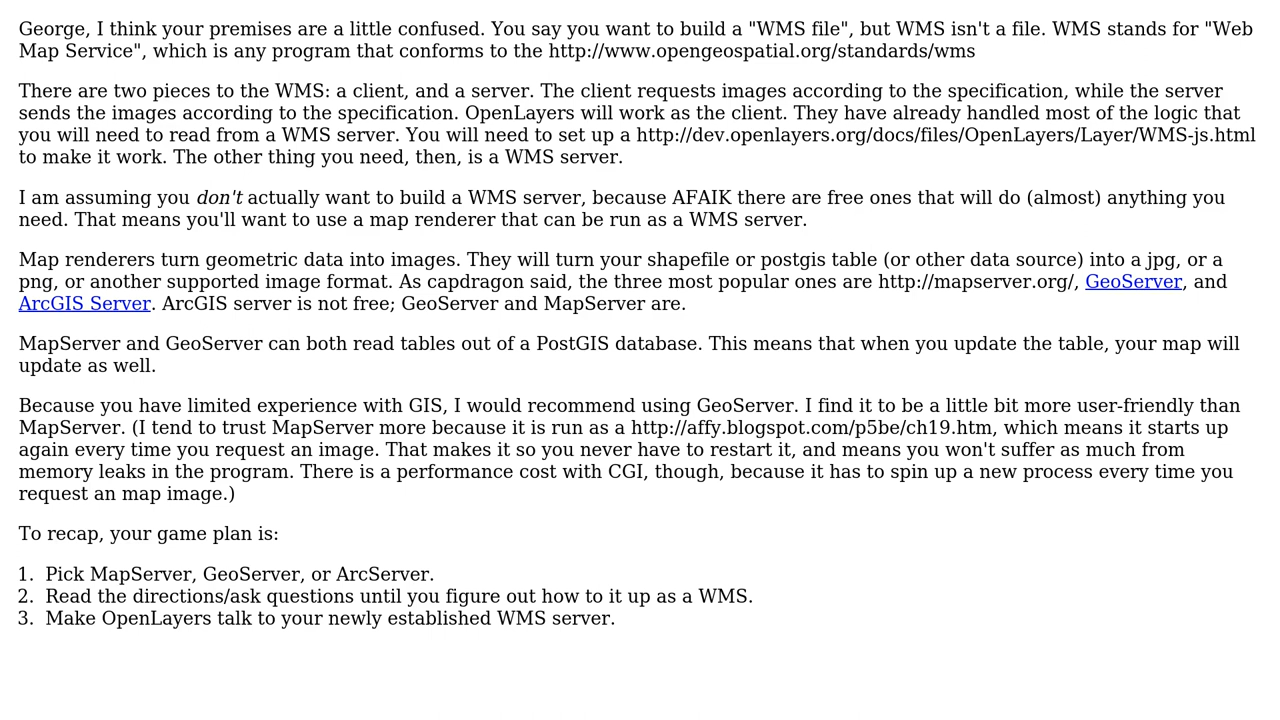 George, I think your premises are a little confused. You say you want to build a "WMS file", but WMS isn't a file. WMS stands for "Web
Map Service", which is any program that conforms to the http://www.opengeospatial.org/standards/wms
There are two pieces to the WMS: a client, and a server. The client requests images according to the specification, while the server
sends the images according to the specification. OpenLayers will work as the client. They have already handled most of the logic that
you will need to read from a WMS server. You will need to set up a http://dev.openlayers.org/docs/files/OpenLayers/Layer/WMS-js.html
to make it work. The other thing you need, then, is a WMS server.
I am assuming you don't actually want to build a WMS server, because AFAIK there are free ones that will do (almost) anything you
need. That means you'll want to use a map renderer that can be run as a WMS server.
Map renderers turn geometric data into images. They will turn your shapefile or postgis table (or other data source) into a jpg, or a
png, or another supported image format. As capdragon said, the three most popular ones are http://mapserver.org/, GeoServer, and
ArcGIS Server. ArcGIS server is not free; GeoServer and MapServer are.
MapServer and GeoServer can both read tables out of a PostGIS database. This means that when you update the table, your map will
update as well.
Because you have limited experience with GIS, I would recommend using GeoServer. I find it to be a little bit more user-friendly than
MapServer. (I tend to trust MapServer more because it is run as a http://affy.blogspot.com/p5be/ch19.htm, which means it starts up
again every time you request an image. That makes it so you never have to restart it, and means you won't suffer as much from
memory leaks in the program. There is a performance cost with CGI, though, because it has to spin up a new process every time you
request an map image.)
To recap, your game plan is:
1. Pick MapServer, GeoServer, or ArcServer.
2. Read the directions/ask questions until you figure out how to it up as a WMS.
3. Make OpenLayers talk to your newly established WMS server.